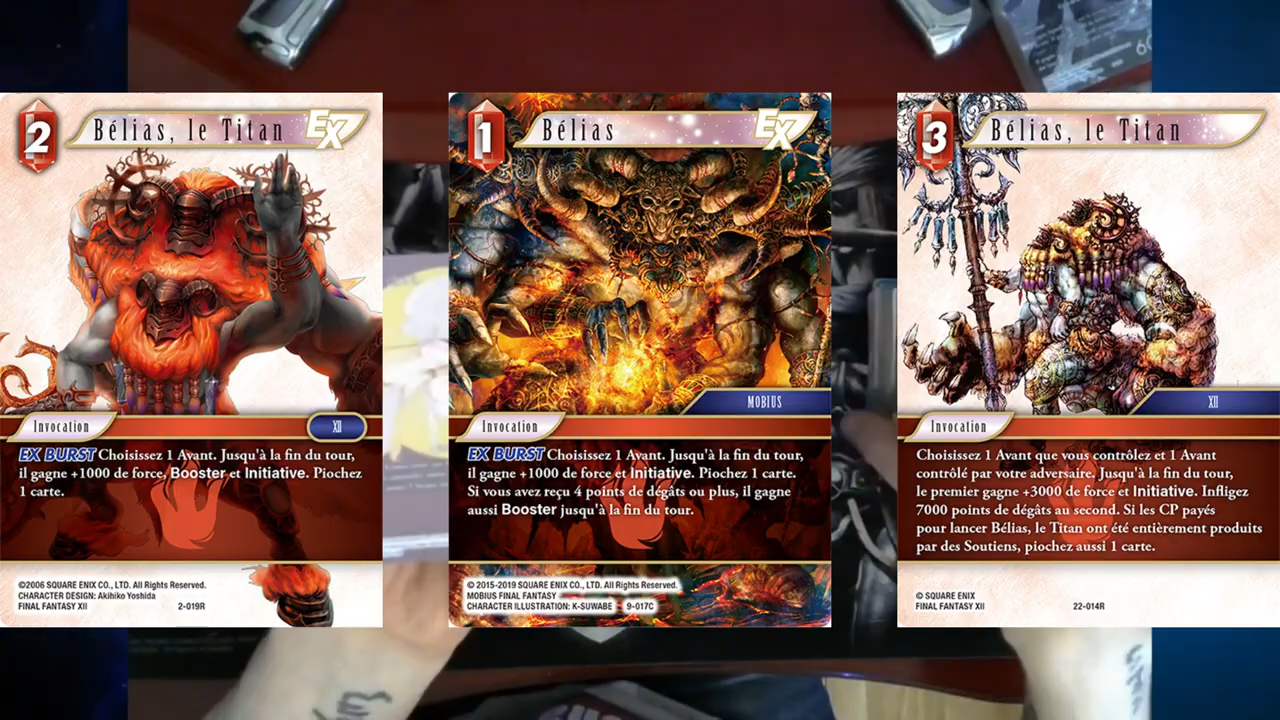 2
Bélias, le Titan
EX
Invocation
XII
EX BURST Choisissez 1 Avant. Jusqu'à la fin du tour,
il gagne +1000 de force, Booster et Initiative. Piochez
1 carte.
©2006 SQUARE ENIX CO., LTD. All Rights Reserved.
CHARACTER DESIGN: Akihiko Yoshida
FINAL FANTASY XII
2-019R
1
Bélias
EX
MOBIUS
Invocation
EX BURST Choisissez 1 Avant. Jusqu'à la fin du tour,
il gagne +1000 de force et Initiative. Piochez 1 carte.
Si vous avez reçu 4 points de dégâts ou plus, il gagne
aussi Booster jusqu'à la fin du tour.
© 2015-2019 SQUARE ENIX CO., LTD. All Rights Reserved.
MOBIUS FINAL FANTASY
CHARACTER ILLUSTRATION: K-SUWABE
9-017C
3
Bélias, le Titan
XII
Invocation
Choisissez 1 Avant que vous contrôlez et 1 Avant
contrôlé par votre adversaire. Jusqu'à la fin du tour,
le premier gagne +3000 de force et Initiative. Infligez
7000 points de dégâts au second. Si les CP payés
pour lancer Bélias, le Titan ont été entièrement produits
par des Soutiens, piochez aussi 1 carte.
© SQUARE ENIX
FINAL FANTASY XII
22-014R